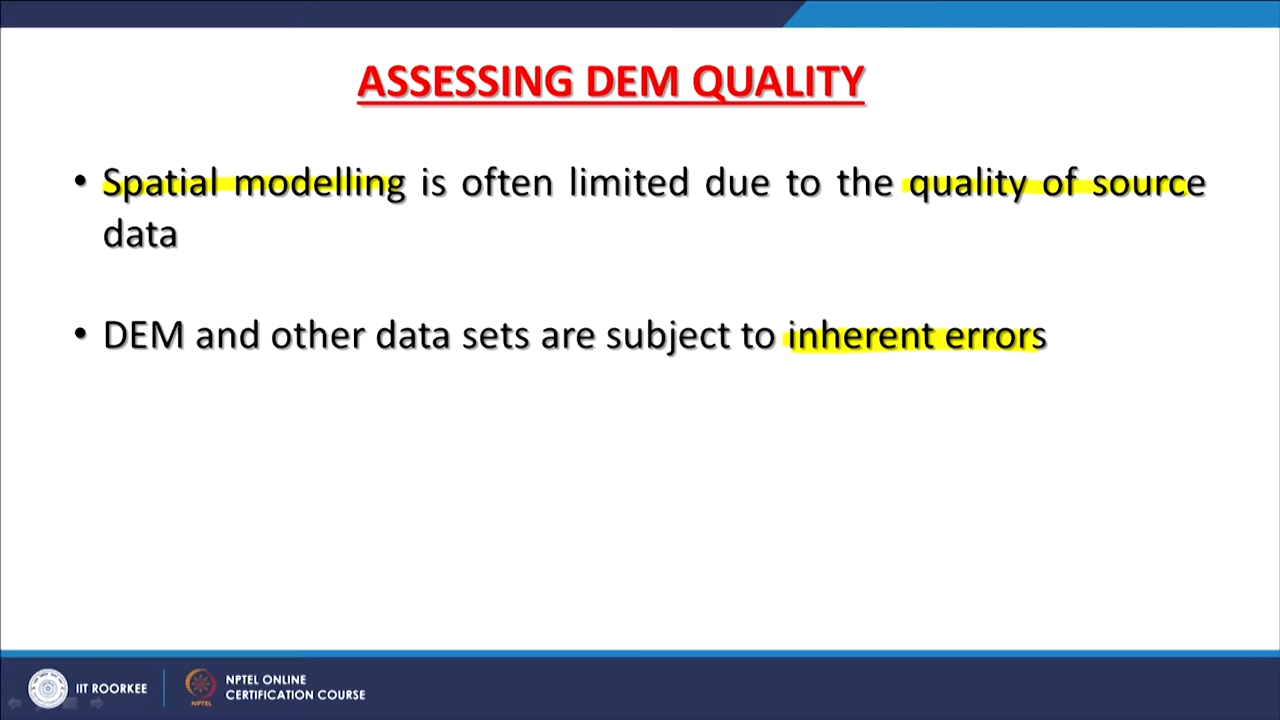 ASSESSING DEM QUALITY
• Spatial modelling is often limited due to the quality of source
data
• DEM and other data sets are subject to inherent errors
IIT ROORKEE
NPTEL
NPTEL ONLINE
CERTIFICATION COURSE